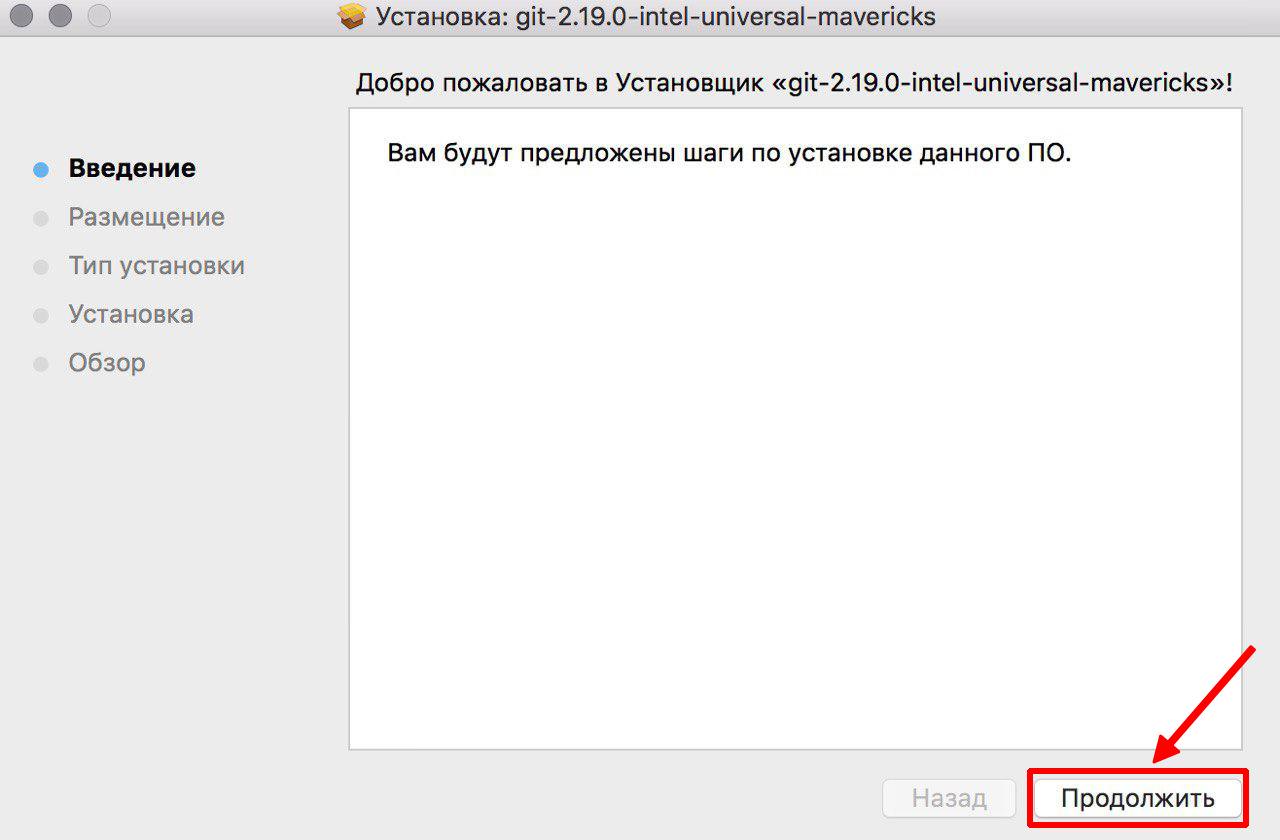 Установка: git-2.19.0-intel-universal-mavericks
Добро пожаловать в Установщик «git-2.19.0-intel-universal-mavericks»!
Введение
Размещение
Тип установки
Установка
Обзор
Вам будут предложены шаги по установке данного ПО.
Назад
Продолжить